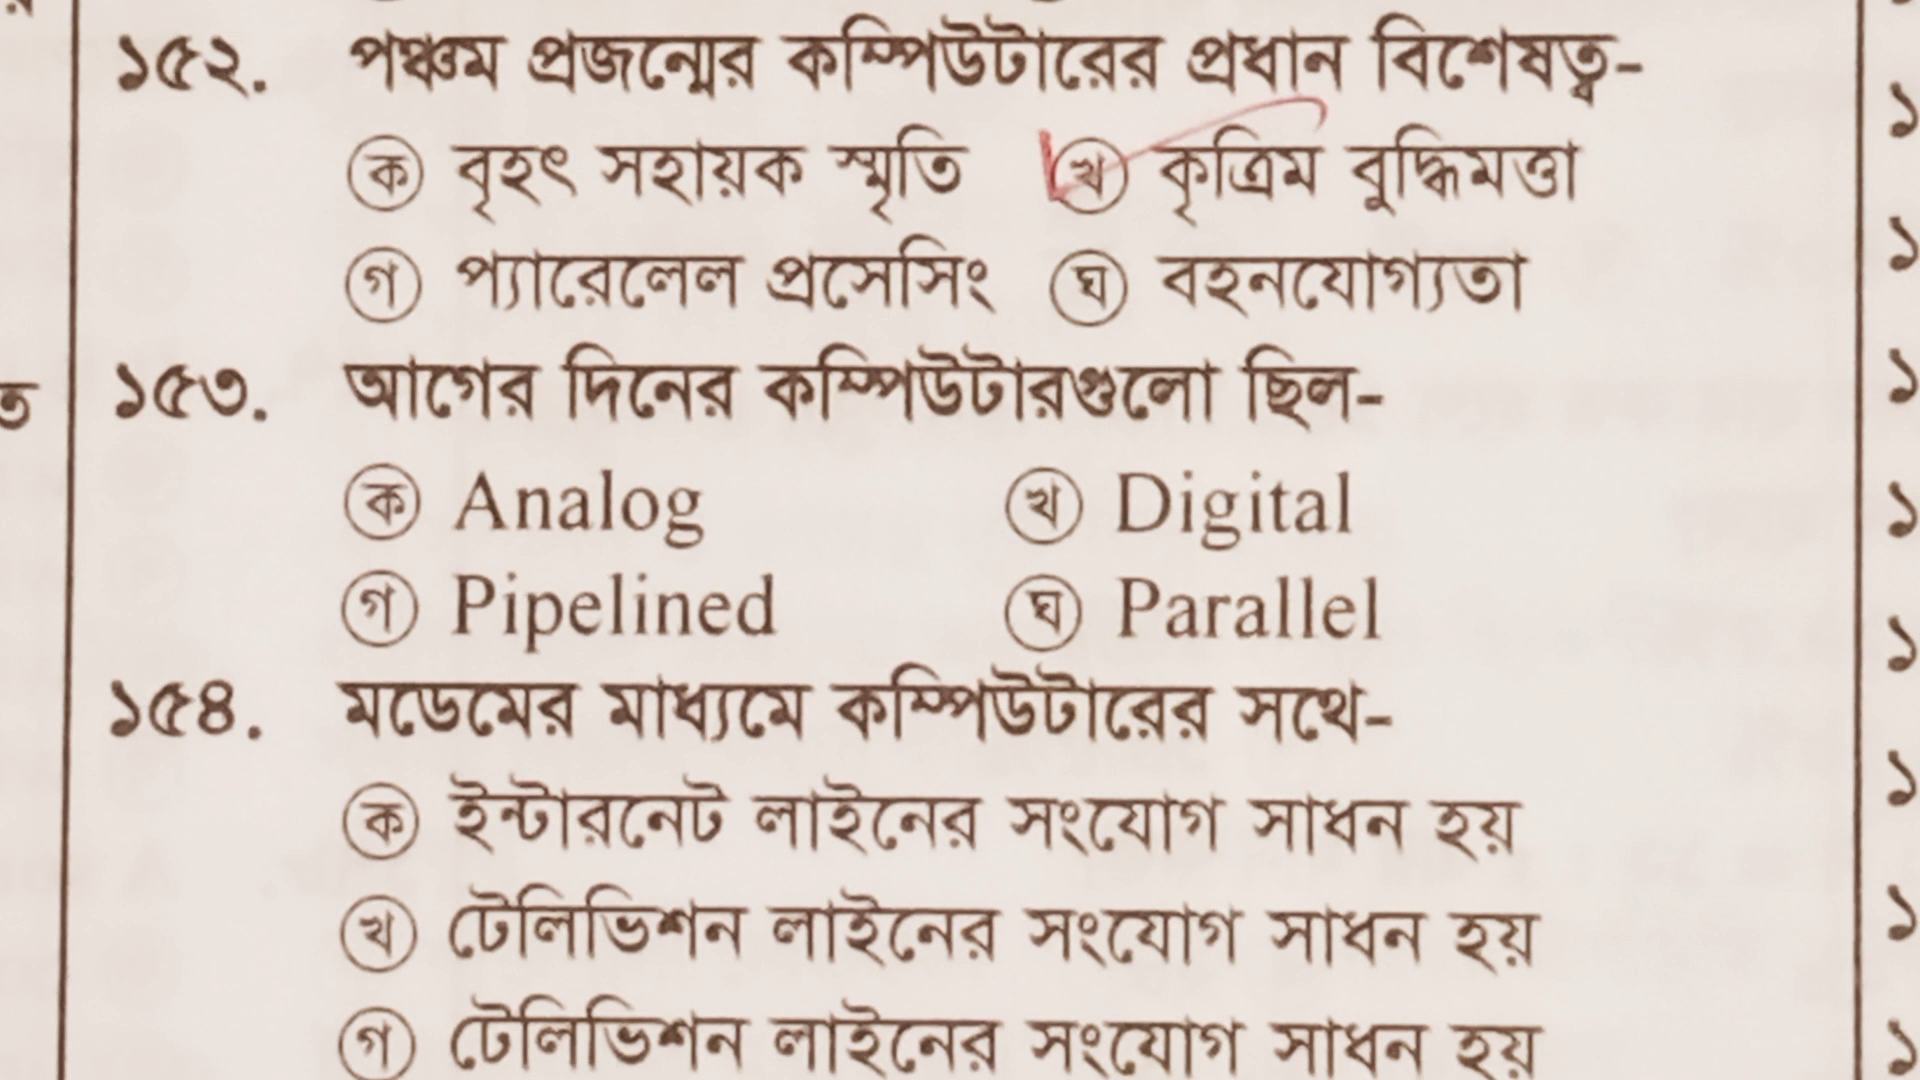 ১৫২. পঞ্চম প্রজন্মের কম্পিউটারের প্রধান বিশেষত্ব-
ক বৃহৎ সহায়ক স্মৃতি খ কৃত্রিম বুদ্ধিমত্তা
গ প্যারেলেল প্রসেসিং ঘ বহনযোগ্যতা
১৫৩. আগের দিনের কম্পিউটারগুলো ছিল-
ক Analog খ Digital
গ Pipelined ঘ Parallel
১৫৪. মডেমের মাধ্যমে কম্পিউটারের সথে-
ক ইন্টারনেট লাইনের সংযোগ সাধন হয়
খ টেলিভিশন লাইনের সংযোগ সাধন হয়
গ টেলিভিশন লাইনের সংযোগ সাধন হয়